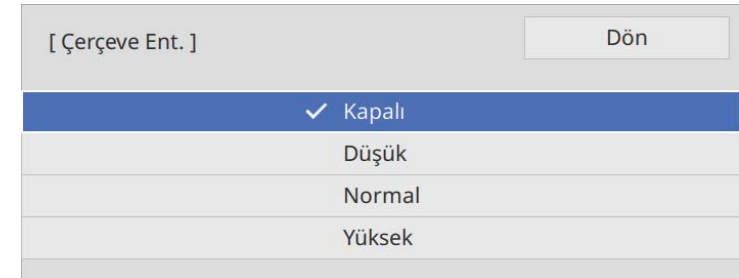 [ Çerçeve Ent. ]
Dön
✓ Kapalı
Düşük
Normal
Yüksek